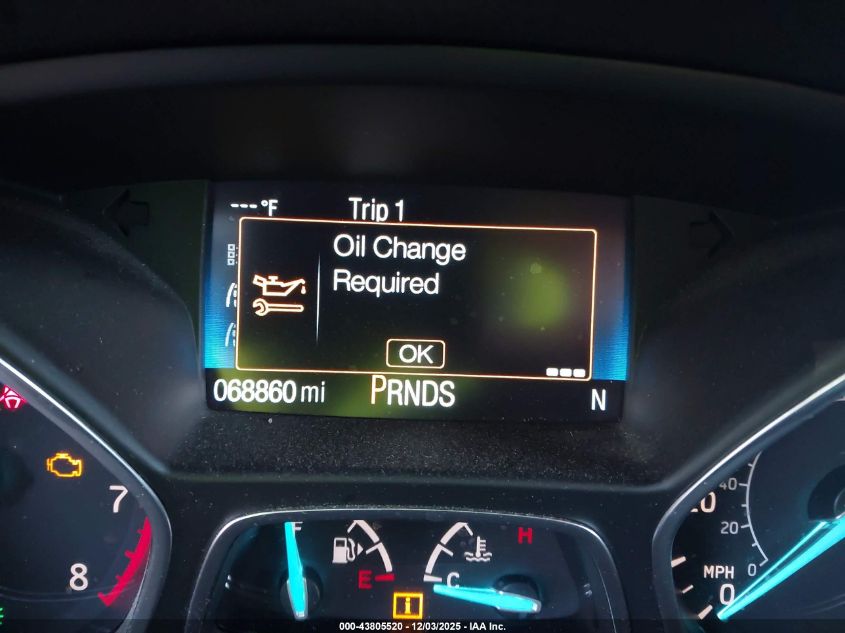 --- °F Trip 1
Oil Change
Required
OK
068860 mi PRNDS N
7
8
F
E
H
C
i
40
20
20
MPH 0
0
000-43805520 - 12/03/2025 - IAA Inc.